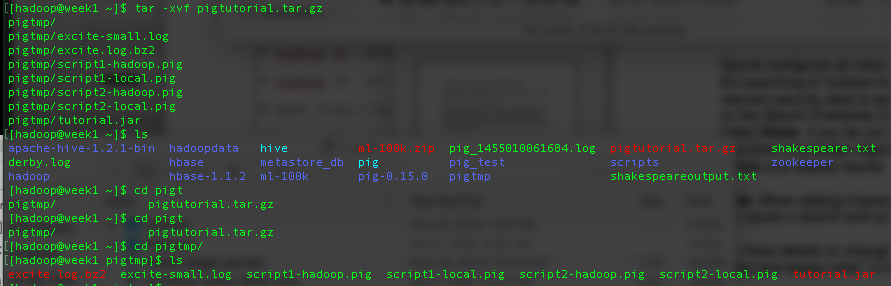 [[hadoop@week1 ~]$ tar -xvf pigtutorial.tar.gz
pigtmp/
pigtmp/excite-small.log
pigtmp/excite.log.bz2
pigtmp/script1-hadoop.pig
pigtmp/script1-local.pig
pigtmp/script2-hadoop.pig
pigtmp/script2-local.pig
pigtmp/tutorial.jar
[[hadoop@week1 ~]$ ls
apache-hive-1.2.1-bin hadoopdata hive ml-100k.zip pig_1455010061684.log pigtutorial.tar.gz shakespeare.txt
derby.log hbase metastore_db pig pig_test scripts zookeeper
hadoop hbase-1.1.2 ml-100k pig-0.15.0 pigtmp shakespeareoutput.txt
[[hadoop@week1 ~]$ cd pigt
pigtmp/ pigtutorial.tar.gz
[[hadoop@week1 ~]$ cd pigt
pigtmp/ pigtutorial.tar.gz
[[hadoop@week1 ~]$ cd pigtmp/
[[hadoop@week1 pigtmp]$ ls
excite.log.bz2 excite-small.log script1-hadoop.pig script1-local.pig script2-hadoop.pig script2-local.pig tutorial.jar